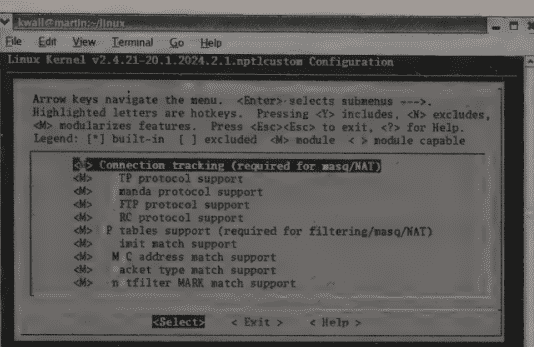 kwall@martin:~/linux
File Edit View Terminal Go Help
Linux Kernel v2.4.21-20.1.2024.2.1.nptlcustom Configuration
Arrow keys navigate the menu. <Enter> selects submenus --->.
Highlighted letters are hotkeys. Pressing <Y> includes, <N> excludes,
<M> modularizes features. Press <Esc><Esc> to exit, <?> for Help.
Legend: [*] built-in [ ] excluded <M> module < > module capable
<M> Connection tracking (required for masq/NAT)
<M> TP protocol support
<M> manda protocol support
<M> FTP protocol support
<M> RC protocol support
<M> P tables support (required for filtering/masq/NAT)
<M> imit match support
<M> M C address match support
<M> acket type match support
<M> n tfilter MARK match support
<Select> < Exit > < Help >